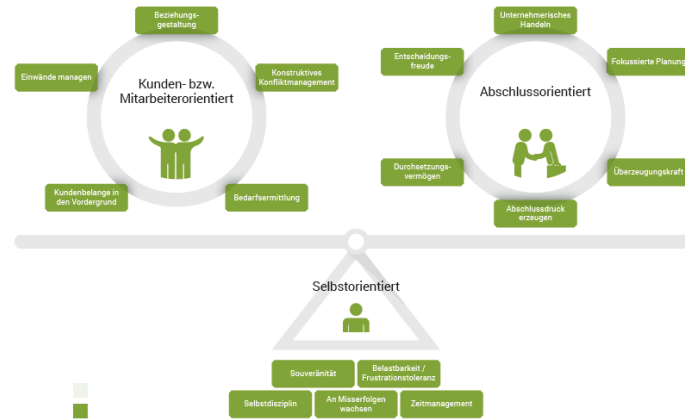 Beziehungs-
gestaltung
Einwände managen
Konstruktives
Konfliktmanagement
Kunden- bzw.
Mitarbeiterorientiert
Kundenbelange in
den Vordergrund
Bedarfsermittlung
Unternehmerisches
Handeln
Entscheidungs-
freude
Fokussierte Planung
Abschlussorientiert
Durchsetzungs-
vermögen
Überzeugungskraft
Abschlussdruck
erzeugen
Selbstorientiert
Souveränität
Belastbarkeit /
Frustrationstoleranz
Selbstdisziplin
An Misserfolgen
wachsen
Zeitmanagement